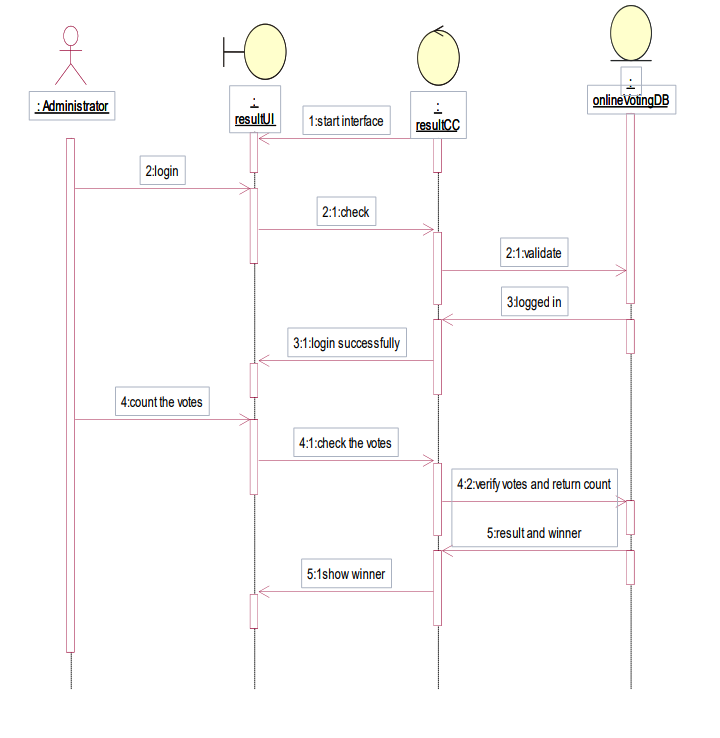 : Administrator
:
resultUI
:
resultCC
:
onlineVotingDB
1:start interface
2:login
2:1:check
2:1:validate
3:logged in
3:1:login successfully
4:count the votes
4:1:check the votes
4:2:verify votes and return count
5:result and winner
5:1show winner